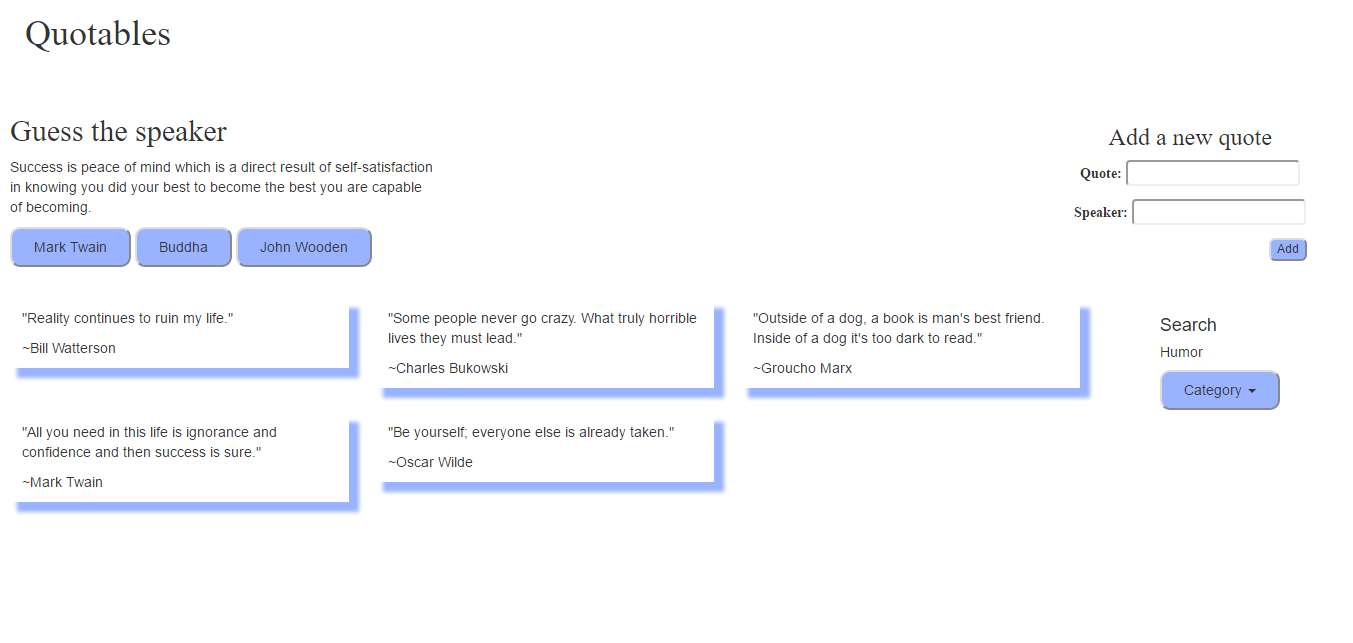 Quotables
Guess the speaker
Success is peace of mind which is a direct result of self-satisfaction
in knowing you did your best to become the best you are capable
of becoming.
Mark Twain
Buddha
John Wooden
Add a new quote
Quote:
Speaker:
Add
"Reality continues to ruin my life."
~Bill Watterson
"Some people never go crazy. What truly horrible
lives they must lead."
~Charles Bukowski
"Outside of a dog, a book is man's best friend.
Inside of a dog it's too dark to read."
~Groucho Marx
Search
Humor
Category
"All you need in this life is ignorance and
confidence and then success is sure."
~Mark Twain
"Be yourself; everyone else is already taken."
~Oscar Wilde